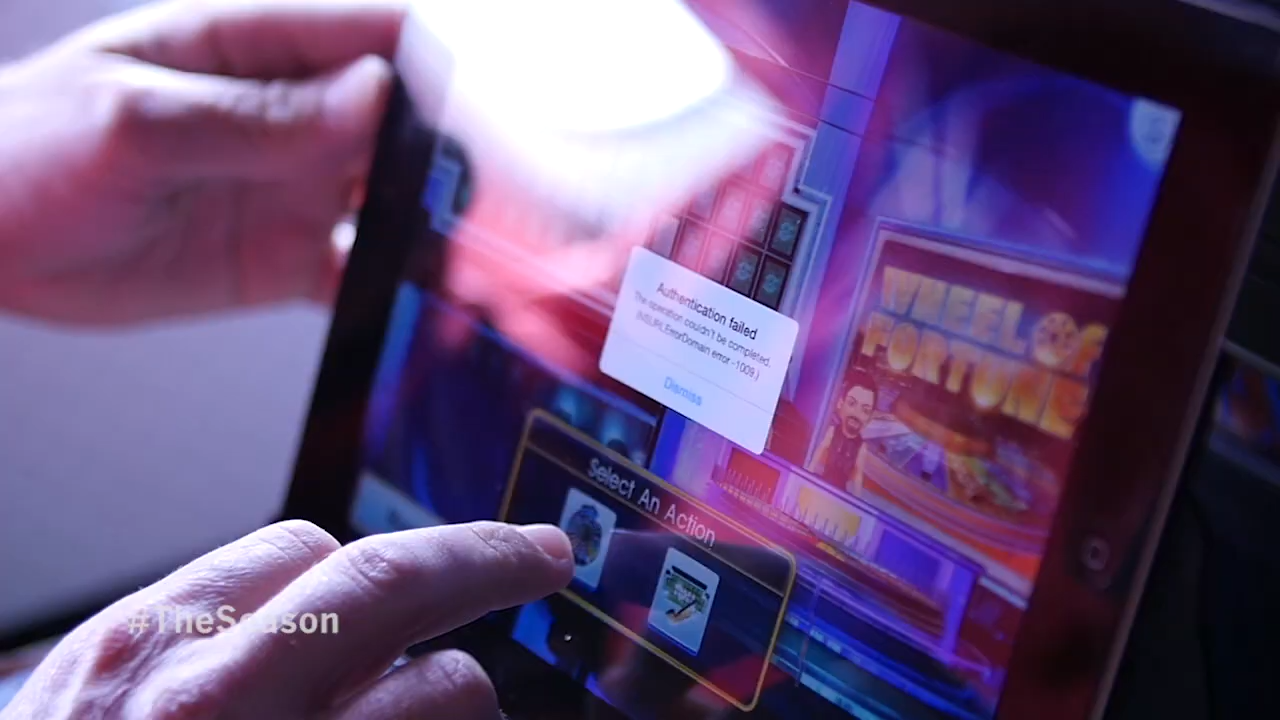 WHEEL OF
FORTUNE
Authentication failed
The operation couldn't be completed.
(NSURLErrorDomain error -1009.)
Dismiss
Select An Action
#TheSeason